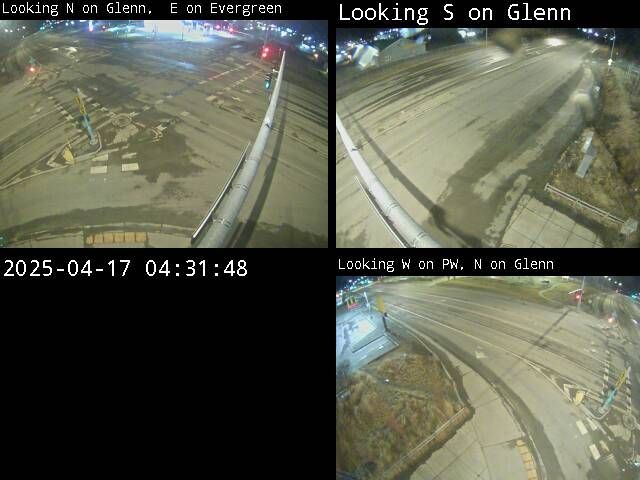 Looking N on Glenn,  E on Evergreen
Looking S on Glenn
2025-04-17 04:31:48
Looking W on PW, N on Glenn